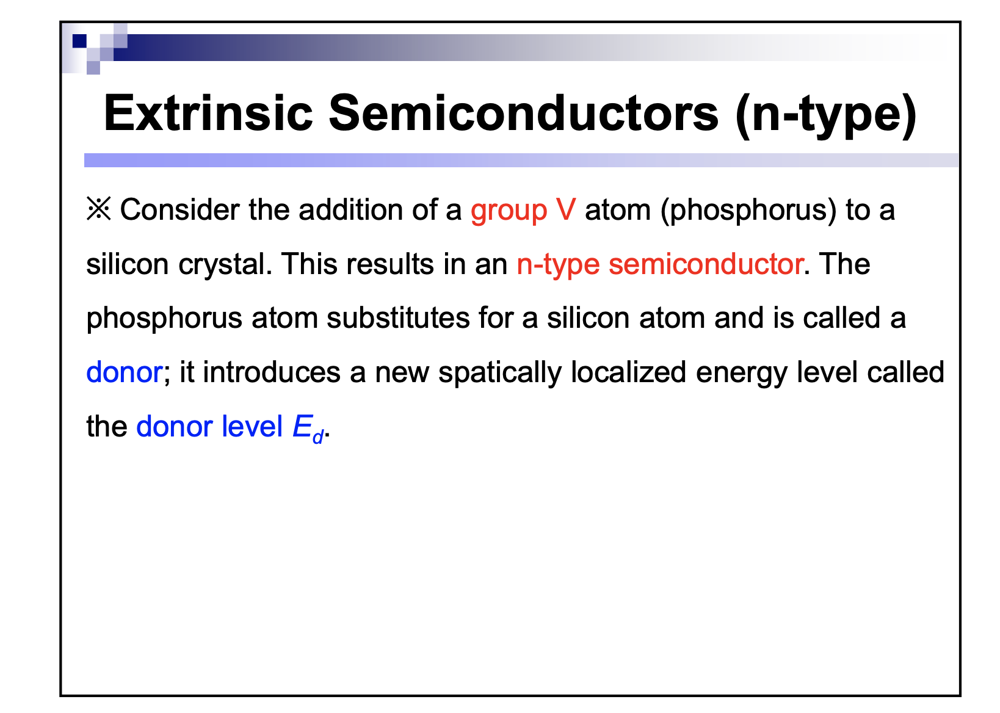 Extrinsic Semiconductors (n-type)
※ Consider the addition of a group V atom (phosphorus) to a
silicon crystal. This results in an n-type semiconductor. The
phosphorus atom substitutes for a silicon atom and is called a
donor; it introduces a new spatically localized energy level called
the donor level Ed.